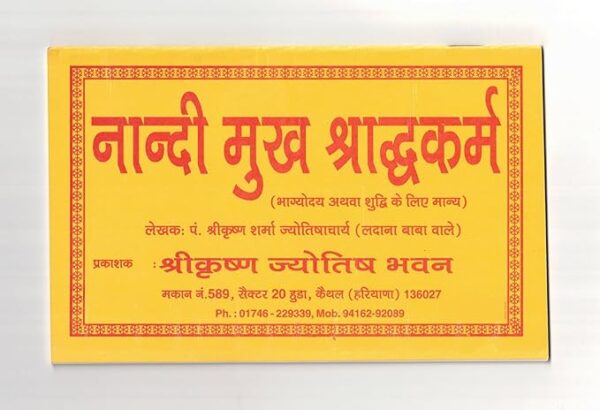 नान्दी मुख श्राद्धकर्म
(भाग्योदय अथवा शुद्धि के लिए मान्य)
लेखक: पं. श्रीकृष्ण शर्मा ज्योतिषाचार्य (लदाना बाबा वाले)
प्रकाशक : श्रीकृष्ण ज्योतिष भवन
मकान नं.589, सैक्टर 20 हुडा, कैथल (हरियाणा) 136027
Ph. : 01746 - 229339, Mob. 94162-92089